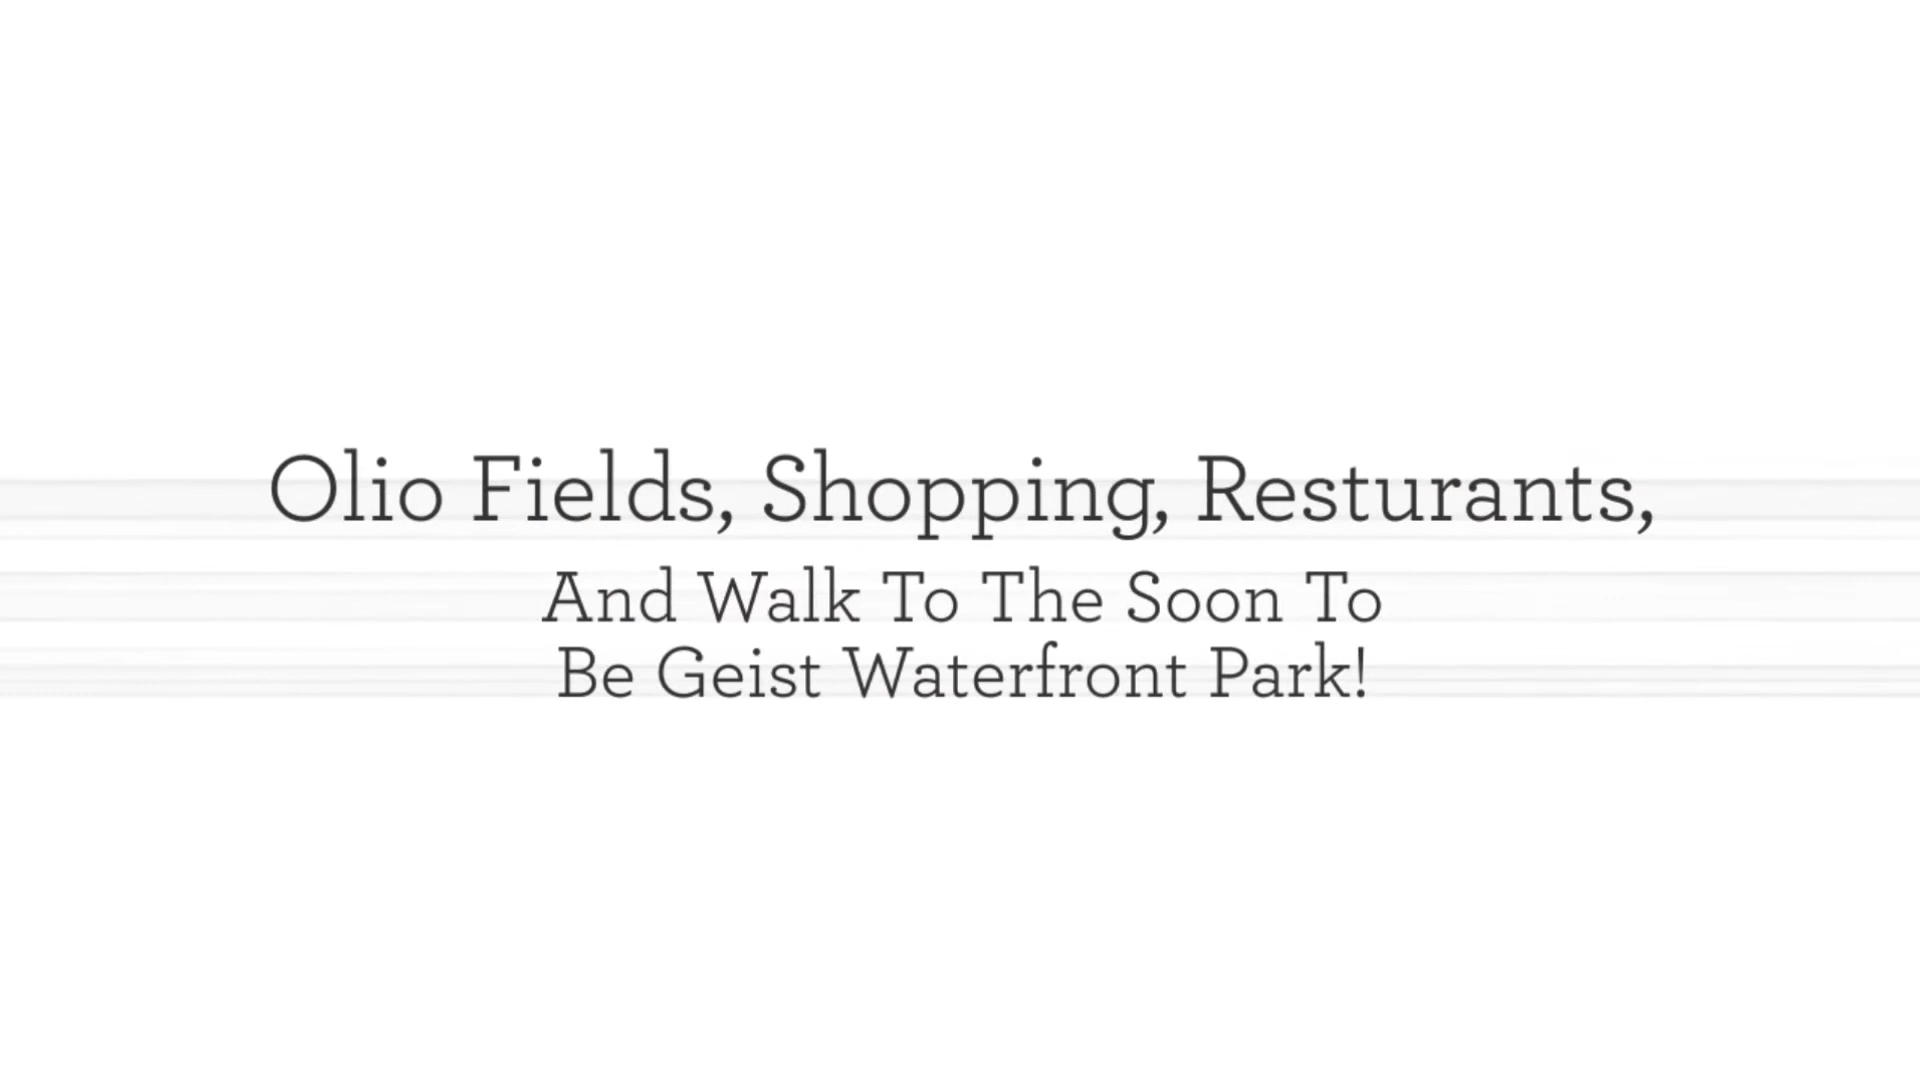 Olio Fields, Shopping, Resturants,
And Walk To The Soon To
Be Geist Waterfront Park!